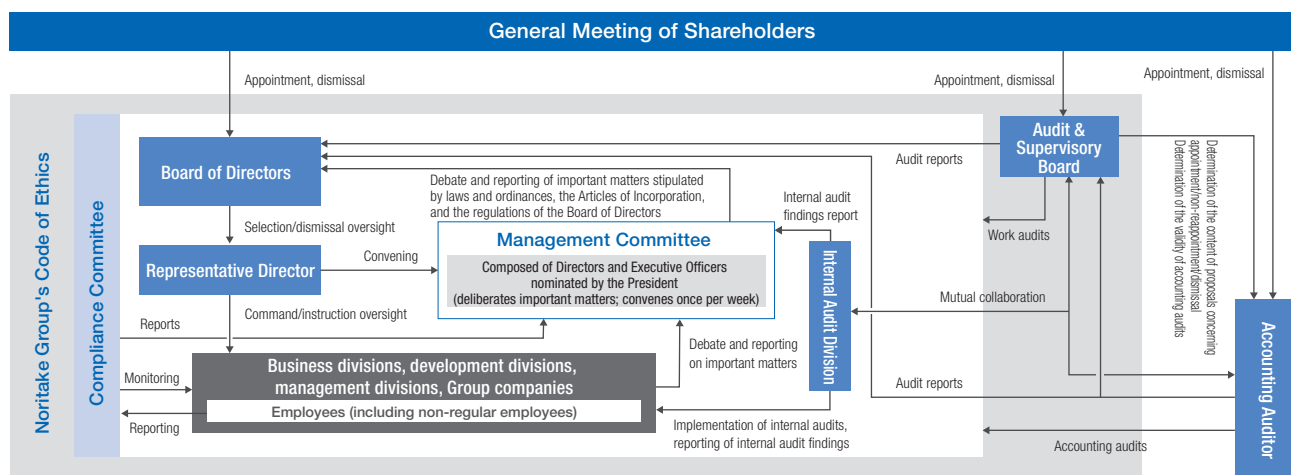 General Meeting of Shareholders
Appointment, dismissal
Appointment, dismissal
Appointment, dismissal
Noritake Group's Code of Ethics
Compliance Committee
Board of Directors
Audit &
Supervisory
Board
Audit reports
Determination of the content of proposals concerning
appointment/non-reappointment/dismissal
Determination of the validity of accounting audits
Debate and reporting of important matters stipulated
by laws and ordinances, the Articles of Incorporation,
and the regulations of the Board of Directors
Internal audit
findings report
Selection/dismissal oversight
Work audits
Representative Director
Convening
Management Committee
Composed of Directors and Executive Officers
nominated by the President
(deliberates important matters; convenes once per week)
Internal Audit Division
Mutual collaboration
Accounting Auditor
Command/instruction oversight
Reports
Debate and reporting
on important matters
Business divisions, development divisions,
management divisions, Group companies
Employees (including non-regular employees)
Monitoring
Reporting
Audit reports
Implementation of internal audits,
reporting of internal audit findings
Accounting audits